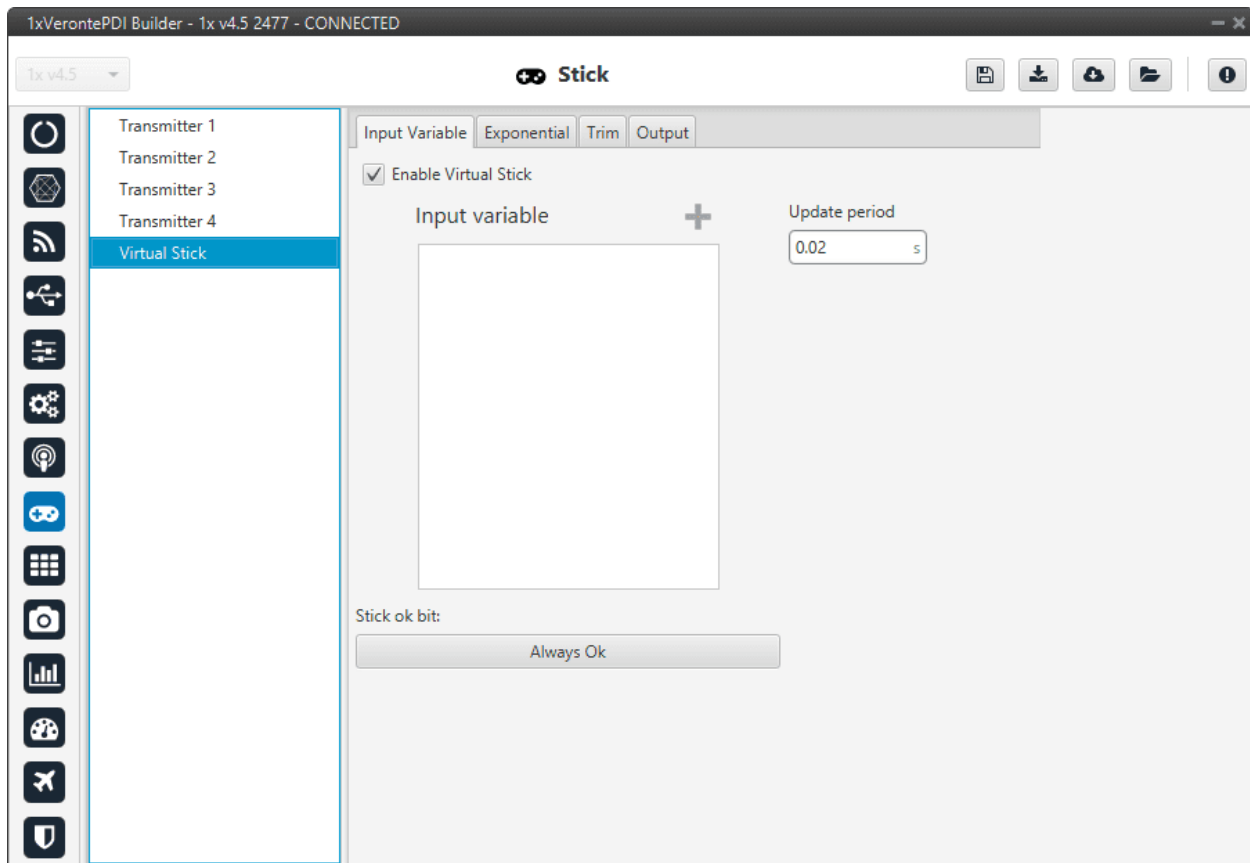 1xVerontePDI Builder - 1x v4.5 2477 - CONNECTED
1x v4.5
Stick
Transmitter 1
Transmitter 2
Transmitter 3
Transmitter 4
Virtual Stick
Input Variable Exponential Trim Output
Enable Virtual Stick
Input variable
Update period
0.02 s
Stick ok bit:
Always Ok